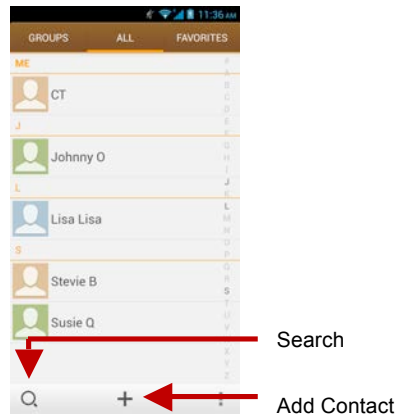 11:36 AM
GROUPS ALL FAVORITES
ME
CT
J
Johnny O
L
Lisa Lisa
S
Stevie B
Susie Q
#
A
B
C
D
E
F
G
H
I
J
K
L
M
N
O
P
Q
R
S
T
U
V
X
Y
Z
Search
Add Contact